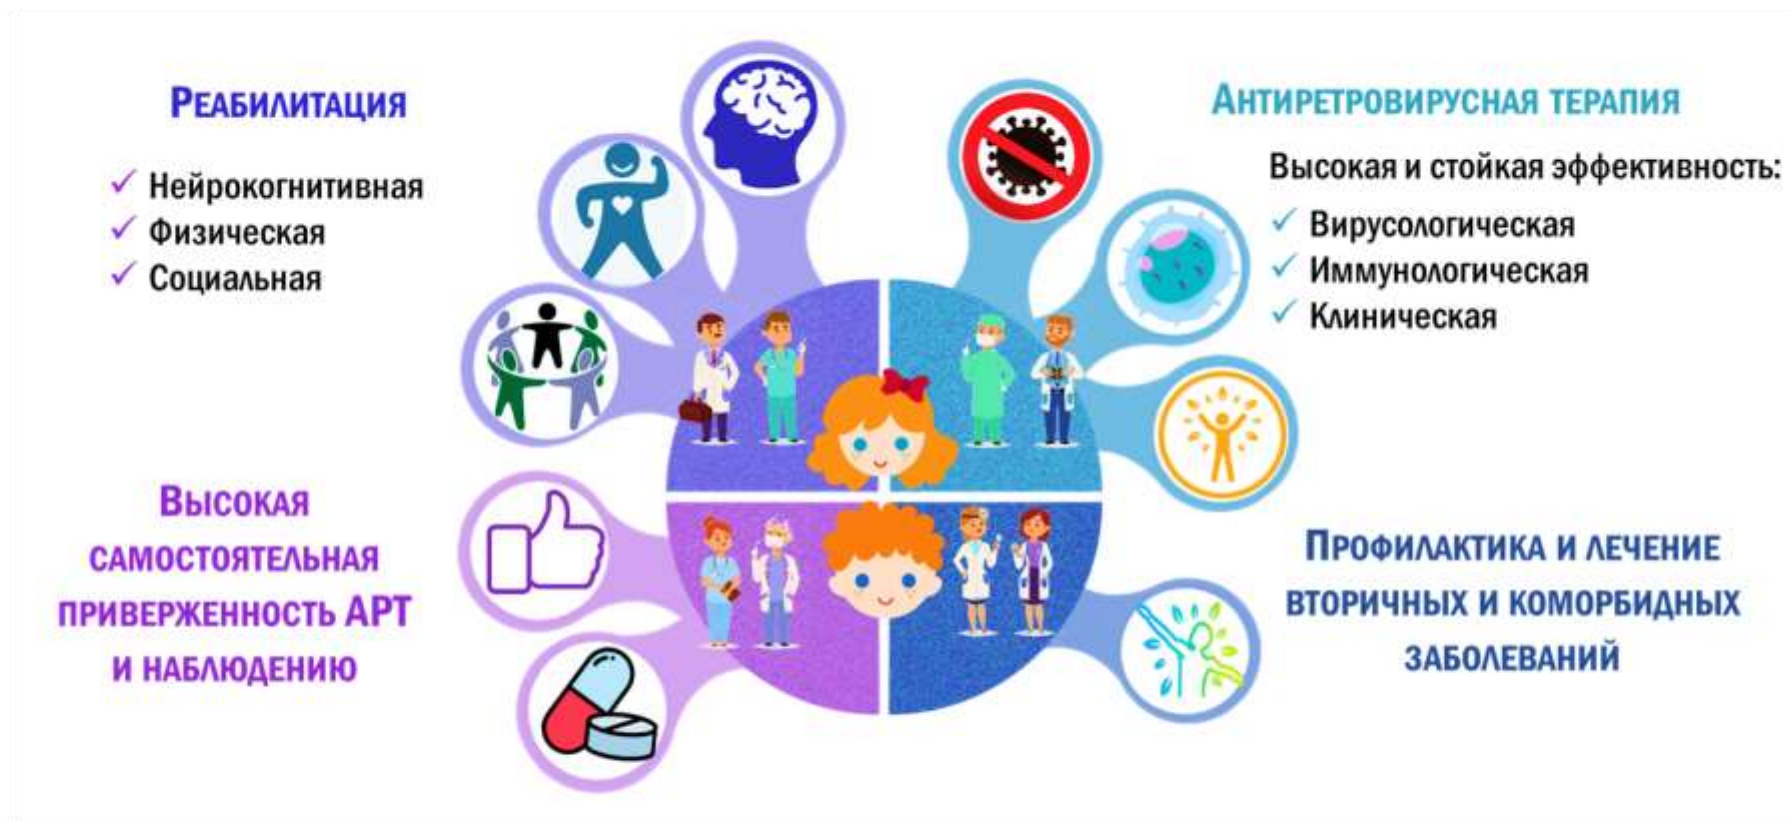 Реабилитация
Нейрокогнитивная
Физическая
Социальная
Антиретровирусная терапия
Высокая и стойкая эффективность:
Вирусологическая
Иммунологическая
Клиническая
Высокая
самостоятельная
приверженность АРТ
и наблюдению
Профилактика и лечение
вторичных и коморбидных
заболеваний